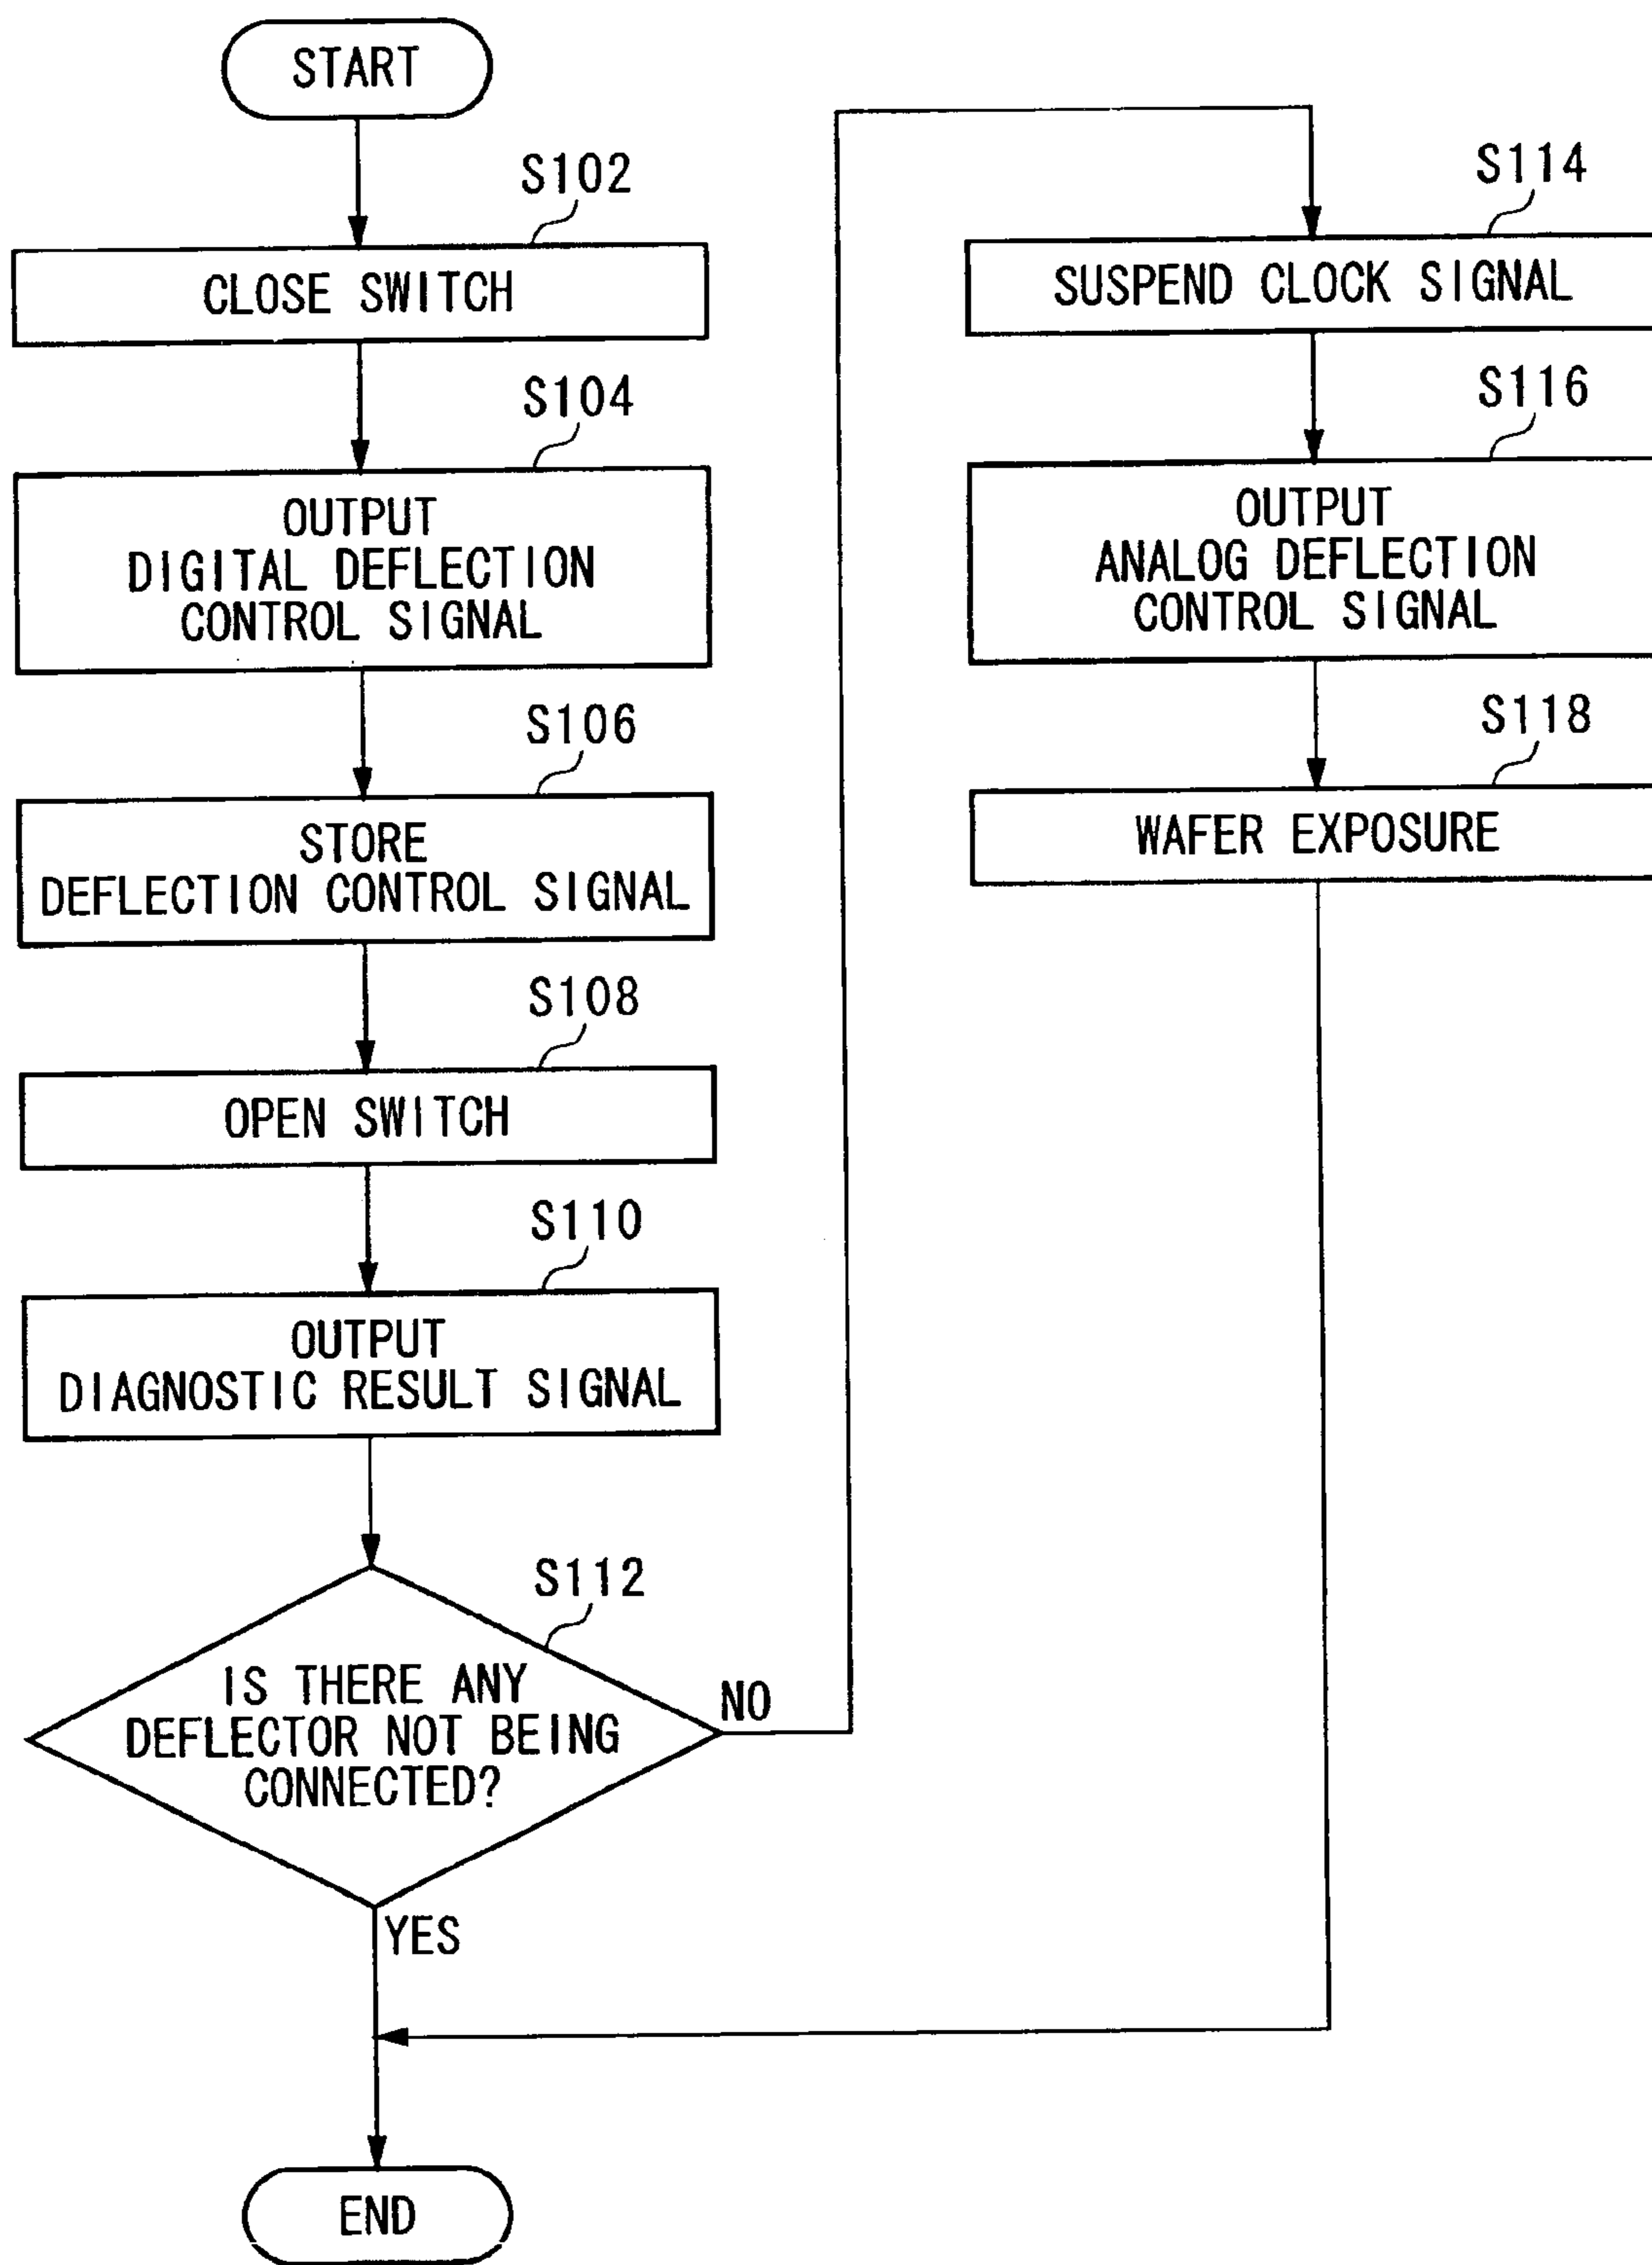 START
S102
CLOSE SWITCH
S104
OUTPUT
DIGITAL DEFLECTION
CONTROL SIGNAL
S106
STORE
DEFLECTION CONTROL SIGNAL
S108
OPEN SWITCH
S110
OUTPUT
DIAGNOSTIC RESULT SIGNAL
S112
IS THERE ANY
DEFLECTOR NOT BEING
CONNECTED?
NO
YES
S114
SUSPEND CLOCK SIGNAL
S116
OUTPUT
ANALOG DEFLECTION
CONTROL SIGNAL
S118
WAFER EXPOSURE
END